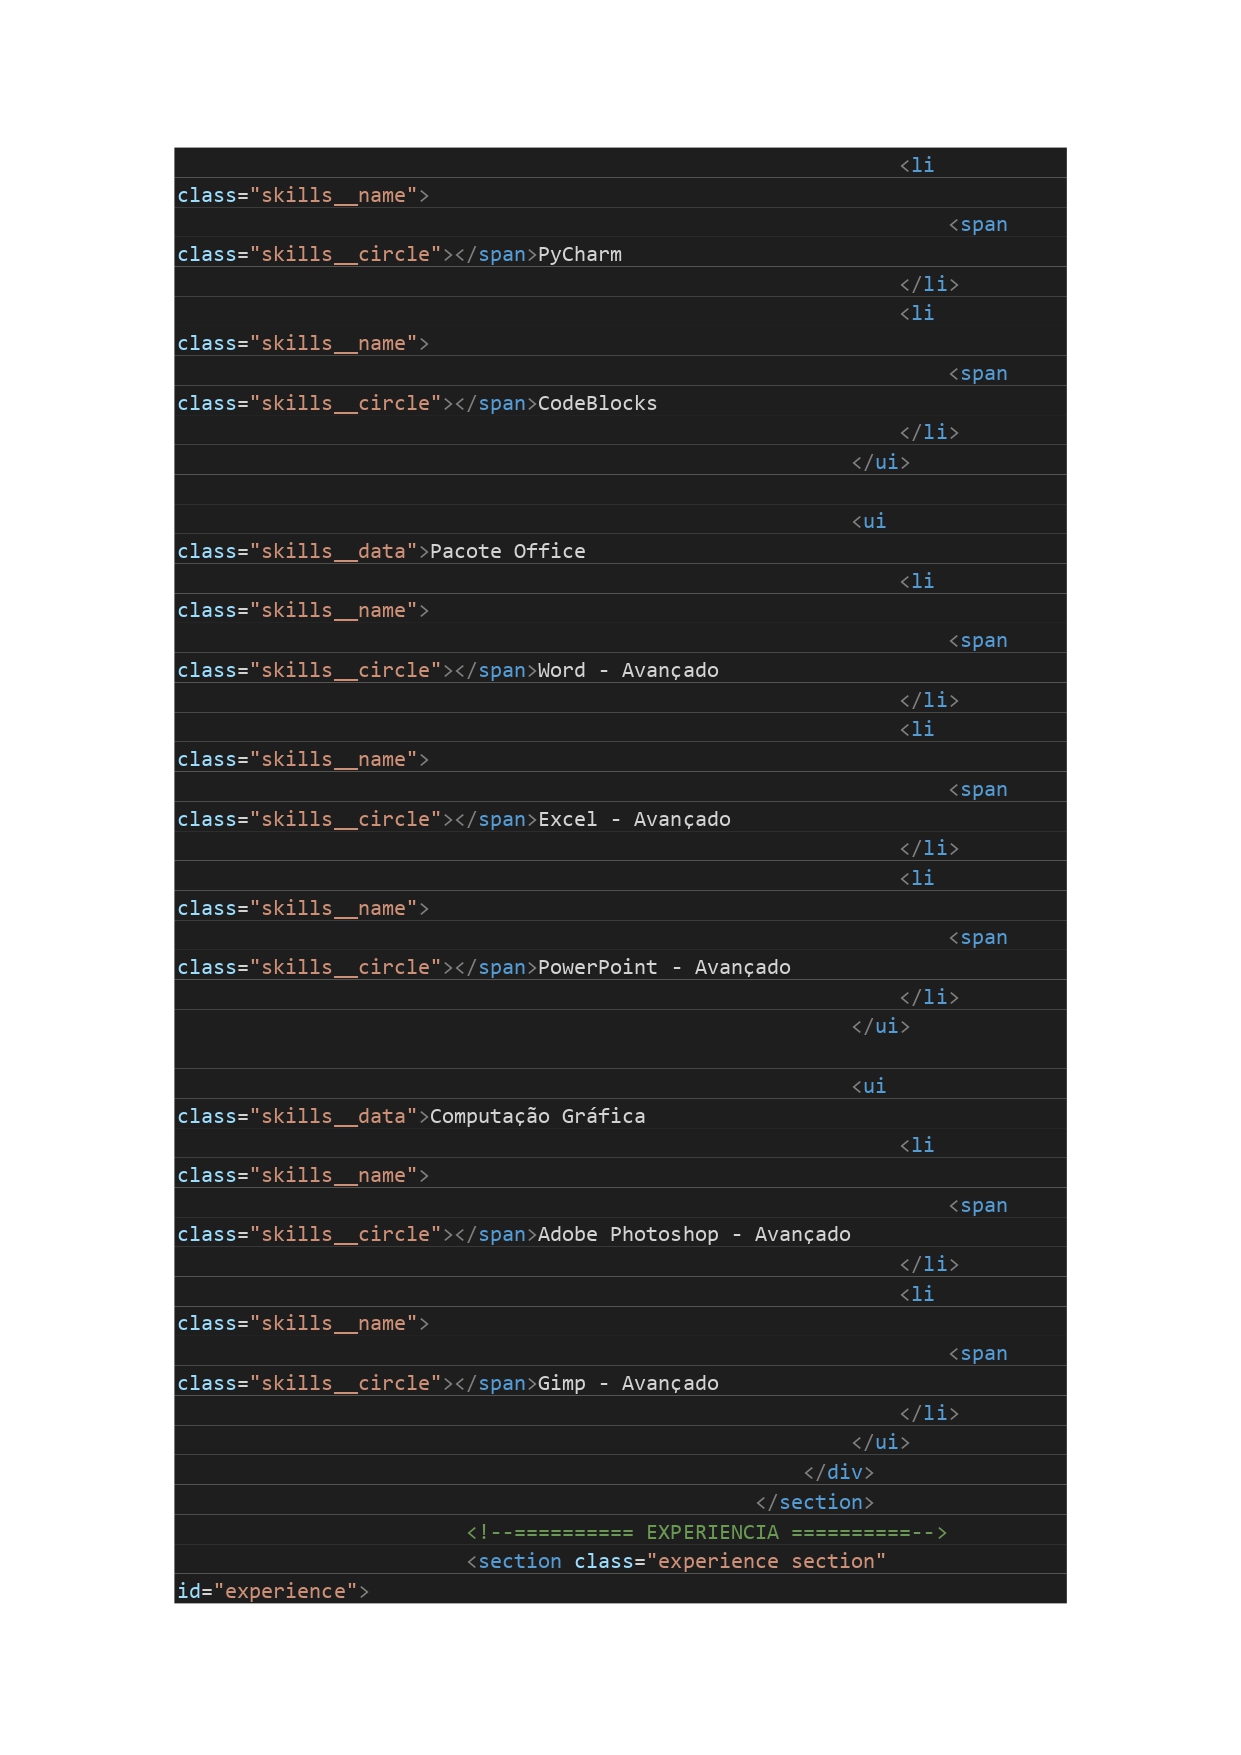 <li
class="skills__name">
<span
class="skills__circle"></span>PyCharm
</li>
<li
class="skills__name">
<span
class="skills__circle"></span>CodeBlocks
</li>
</ui>
<ui
class="skills__data">Pacote Office
<li
class="skills__name">
<span
class="skills__circle"></span>Word - Avançado
</li>
<li
class="skills__name">
<span
class="skills__circle"></span>Excel - Avançado
</li>
<li
class="skills__name">
<span
class="skills__circle"></span>PowerPoint - Avançado
</li>
</ui>
<ui
class="skills__data">Computação Gráfica
<li
class="skills__name">
<span
class="skills__circle"></span>Adobe Photoshop - Avançado
</li>
<li
class="skills__name">
<span
class="skills__circle"></span>Gimp - Avançado
</li>
</ui>
</div>
</section>
<!--========== EXPERIENCIA ==========-->
<section class="experience section"
id="experience">